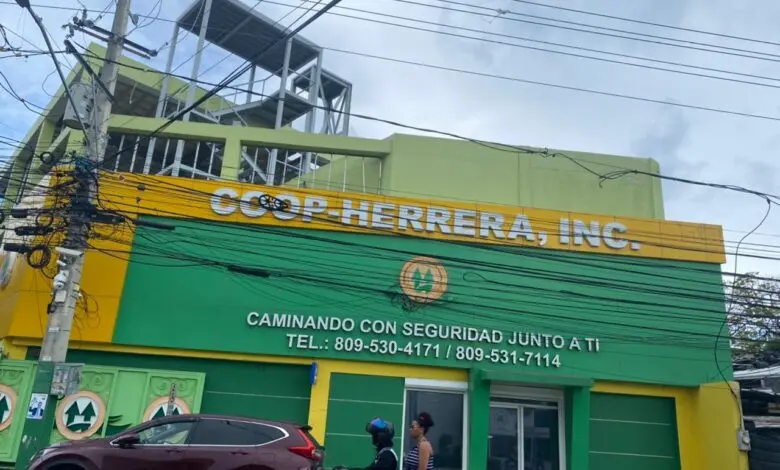 COOP-HERRERA, INC.
CAMINANDO CON SEGURIDAD JUNTO A TI
TEL.: 809-530-4171 / 809-531-7114